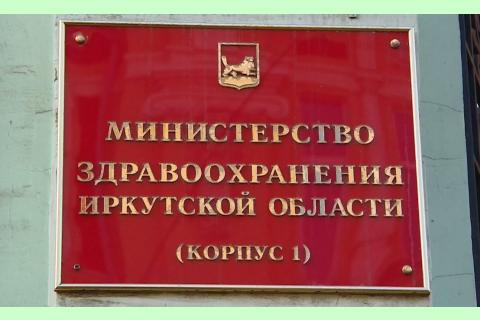 МИНИСТЕРСТВО
ЗДРАВООХРАНЕНИЯ
ИРКУТСКОЙ ОБЛАСТИ
(КОРПУС 1)